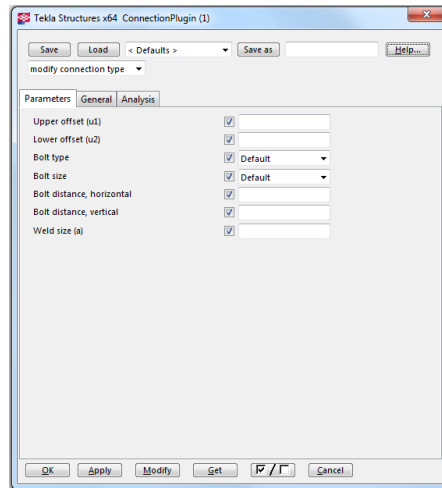 Tekla Structures x64 ConnectionPlugin (1)
Save Load < Defaults > Save as Help...
modify connection type
Parameters General Analysis
Upper offset (u1)
Lower offset (u2)
Bolt type Default
Bolt size Default
Bolt distance, horizontal
Bolt distance, vertical
Weld size (a)
OK Apply Modify Get / Cancel